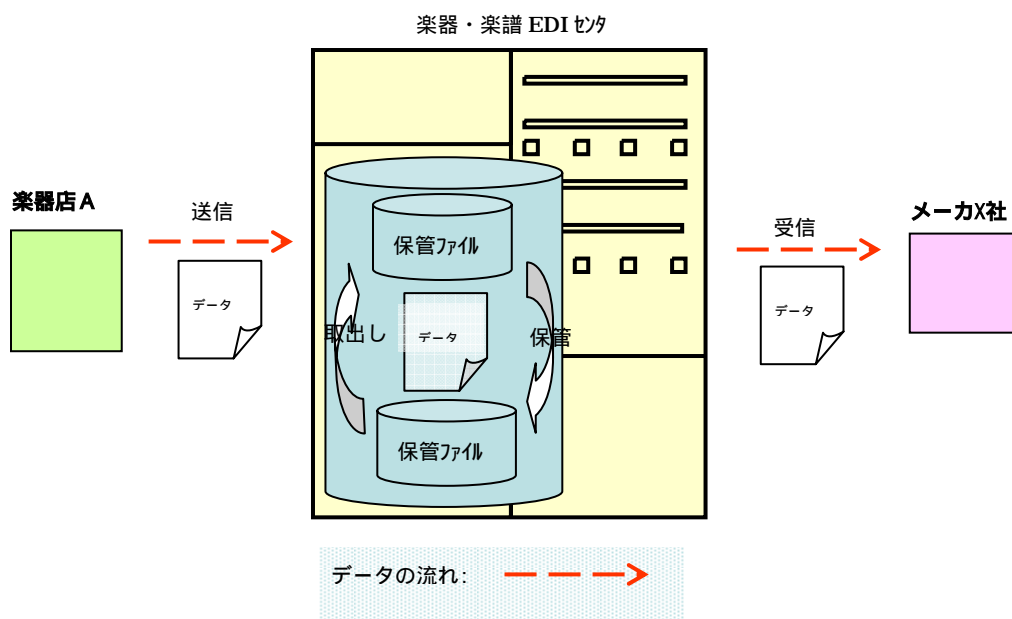 楽器・楽譜 EDI ｾﾝﾀ
楽器店A
送信
データ
保管ﾌｧｲﾙ
取出し
データ
保管
保管ﾌｧｲﾙ
受信
データ
メーカX社
データの流れ: